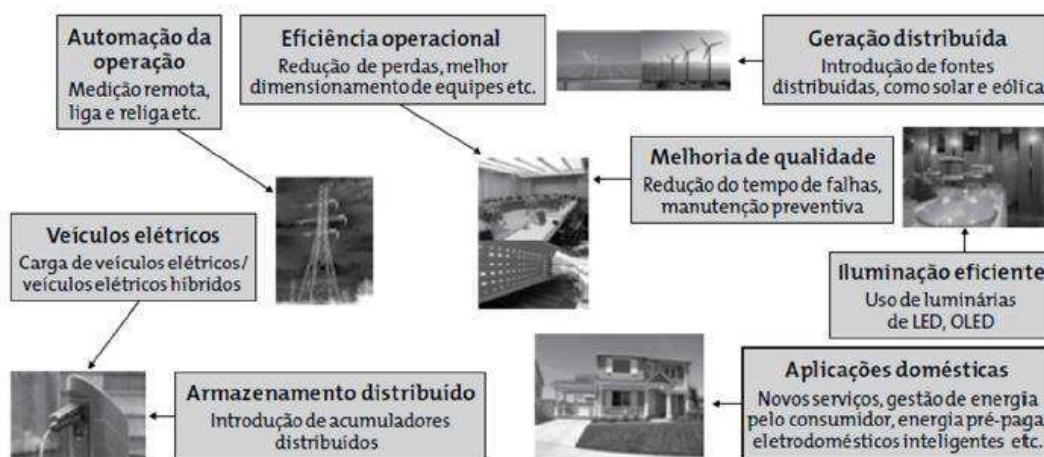 Automação da
operação
Medição remota,
liga e religa etc.
Eficiência operacional
Redução de perdas, melhor
dimensionamento de equipes etc.
Geração distribuída
Introdução de fontes
distribuídas, como solar e eólica
Melhoria de qualidade
Redução do tempo de falhas,
manutenção preventiva
Veículos elétricos
Carga de veículos elétricos/
veículos elétricos híbridos
Iluminação eficiente
Uso de luminárias
de LED, OLED
Armazenamento distribuído
Introdução de acumuladores
distribuídos
Aplicações domésticas
Novos serviços, gestão de energia
pelo consumidor, energia pré-paga
eletrodomésticos inteligentes etc.